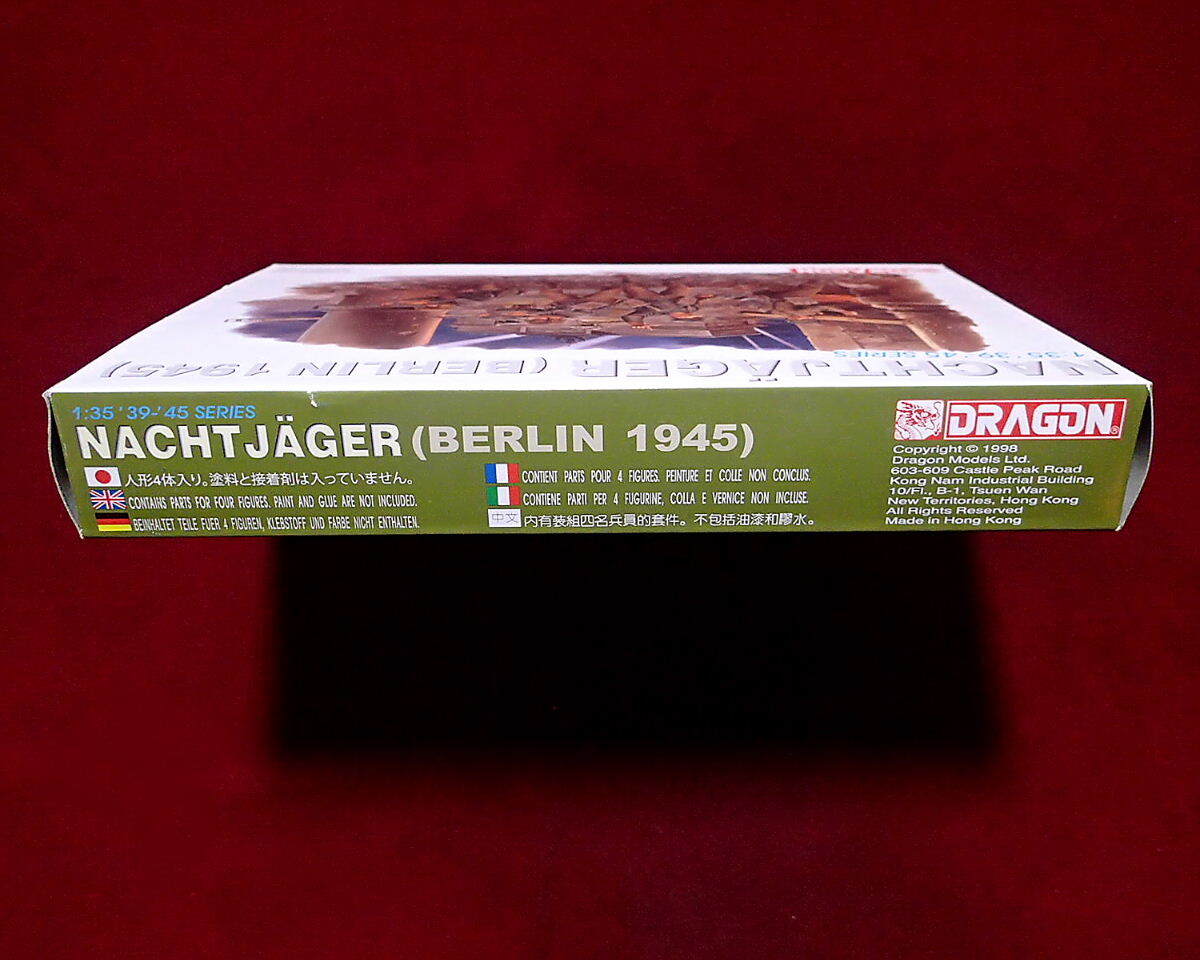 1:35 '39-'45 SERIES
NACHTJÄGER (BERLIN 1945)
1:35 '39-'45 SERIES
NACHTJÄGER (BERLIN 1945)
人形4体入り。塗料と接着剤は入っていません。
CONTAINS PARTS FOR FOUR FIGURES. PAINT AND GLUE ARE NOT INCLUDED.
BEINHALTET TEILE FUER 4 FIGUREN, KLEBSTOFF UND FARBE NICHT ENTHALTEN.
CONTIENT PARTS POUR 4 FIGURES. PEINTURE ET COLLE NON CONCLUS.
CONTIENE PARTI PER 4 FUGURINE, COLLA E VERNICE NON INCLUSE.
中文 内有裝組四名兵員的套件。不包括油漆和膠水。
DRAGON®
Copyright © 1998
Dragon Models Ltd.
603-609 Castle Peak Road
Kong Nam Industrial Building
10/Fl., B-1, Tsuen Wan
New Territories, Hong Kong
All Rights Reserved
Made in Hong Kong